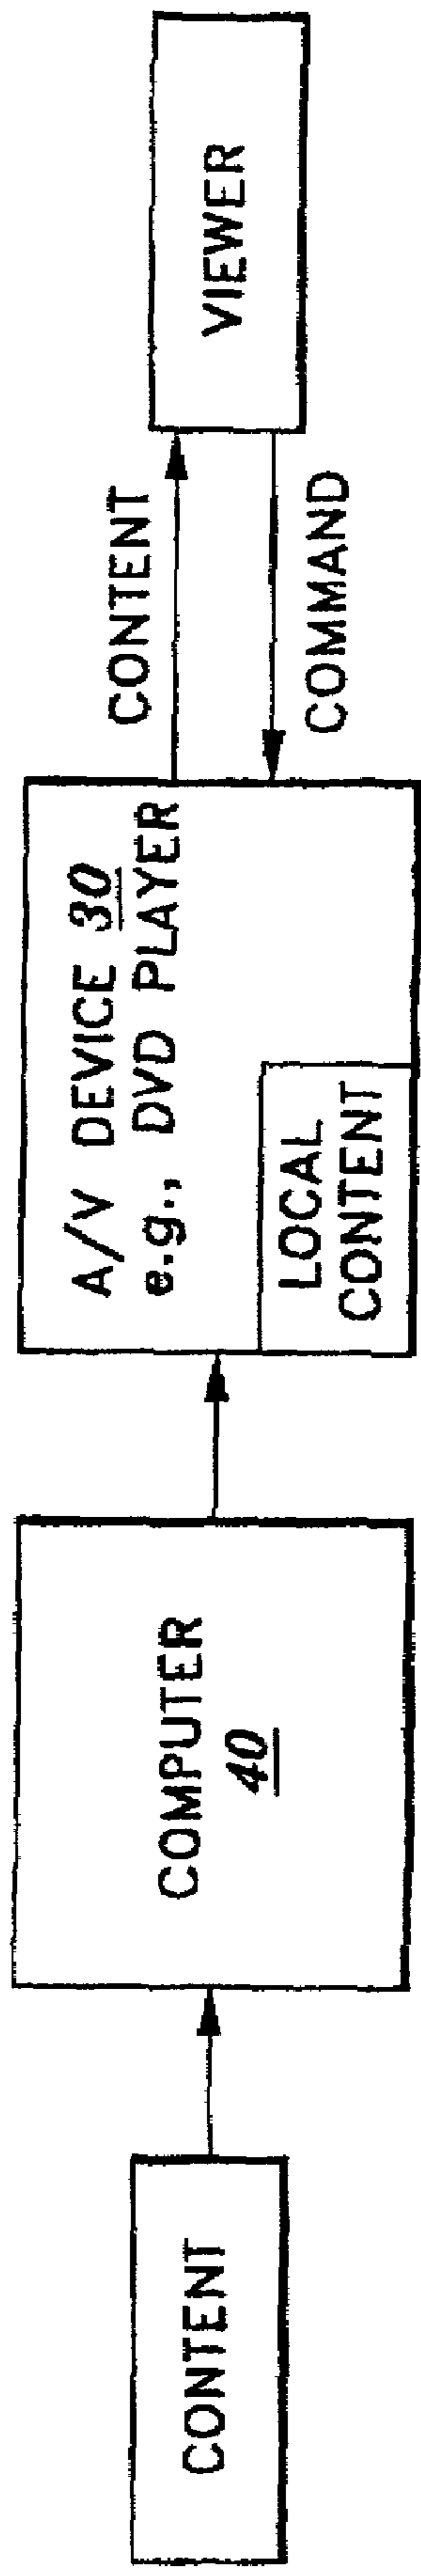 CONTENT
COMPUTER
40
A/V DEVICE 30
e.g., DVD PLAYER
LOCAL
CONTENT
CONTENT
COMMAND
VIEWER